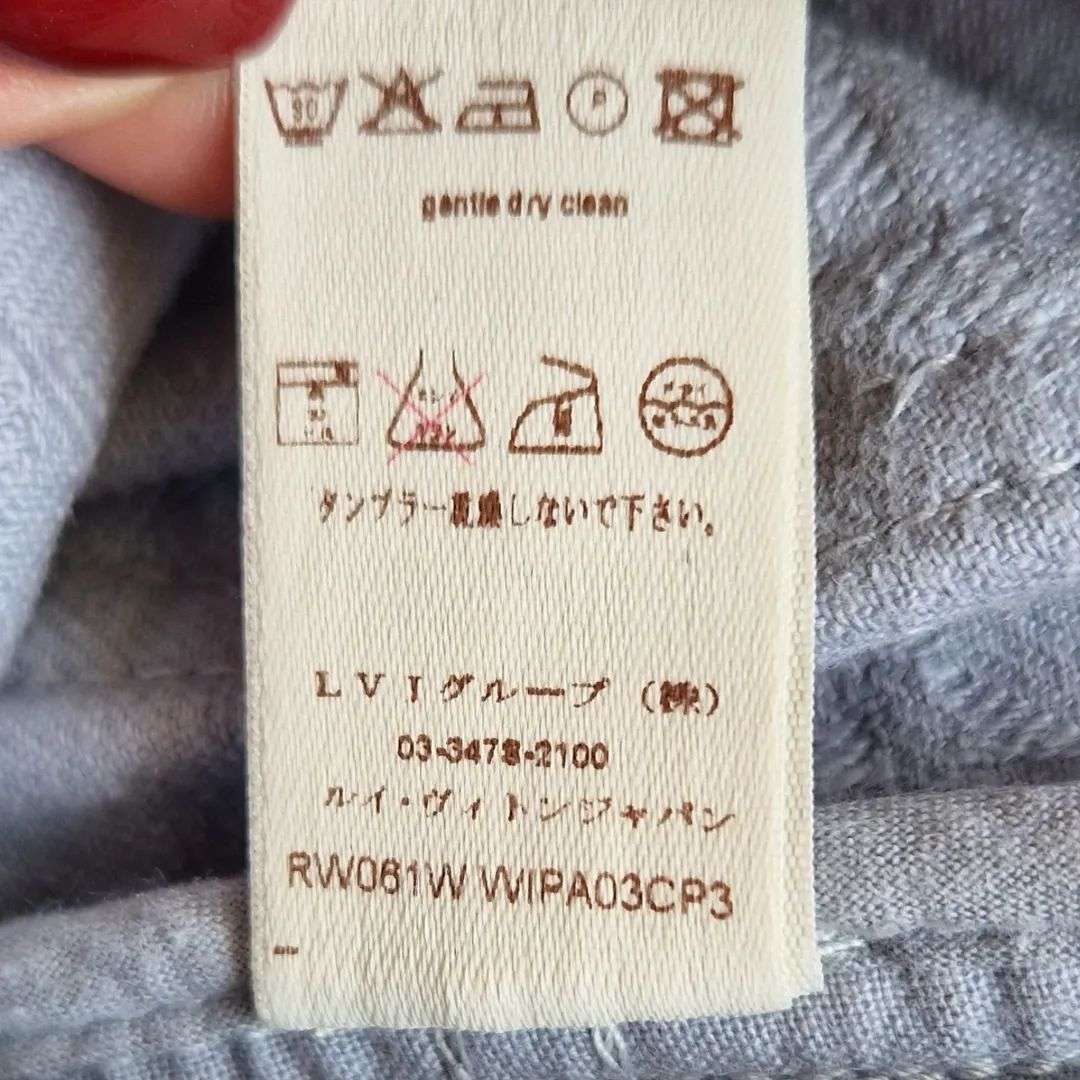 30
P
gentle dry clean
タンブラー乾燥しないで下さい。
LVJグループ (株)
03-3478-2100
ルイ・ヴィトンジャパン
RW061W WIPA03CP3